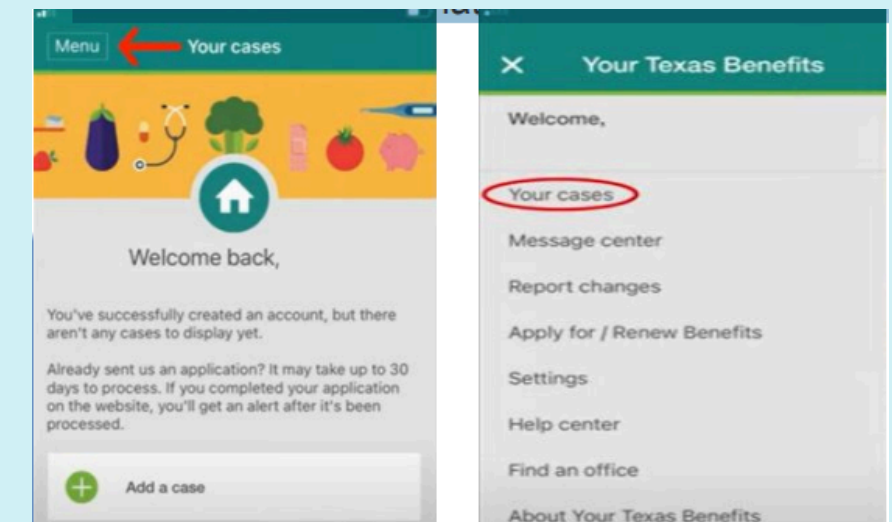 Menu
Your cases
Welcome back,
You've successfully created an account, but there
aren't any cases to display yet.
Already sent us an application? It may take up to 30
days to process. If you completed your application
on the website, you'll get an alert after it's been
processed.
Add a case
Your Texas Benefits
Welcome,
Your cases
Message center
Report changes
Apply for / Renew Benefits
Settings
Help center
Find an office
About Your Texas Benefits